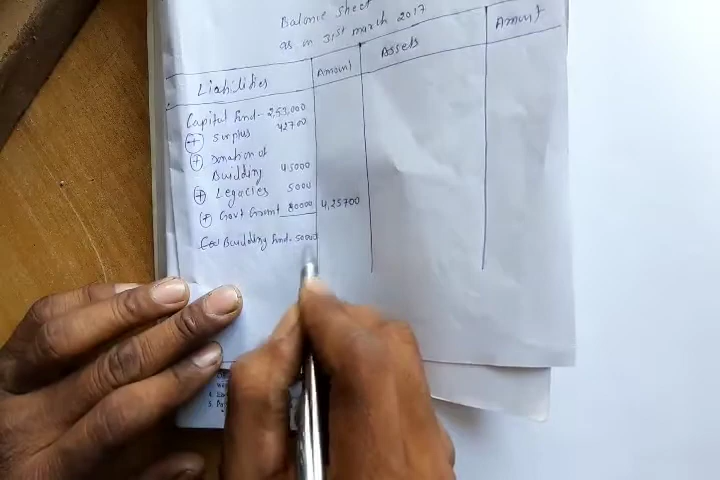 Balance Sheet
as on 31st march 2017
Liabilities Amount Assets Amount
Capital fund - 2,53,000
(+) Surplus 42700
(+) Donation of
Building 45000
(+) Legacies 5000
(+) Govt Grant 80000 4,25700
Building fund - 50000